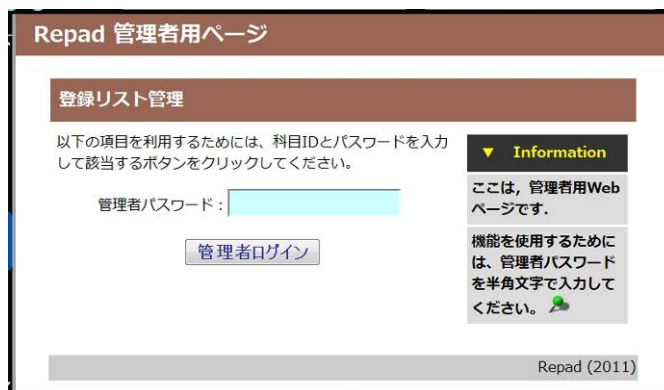 Repad 管理者用ページ
登録リスト管理
以下の項目を利用するためには、科目IDとパスワードを入力
して該当するボタンをクリックしてください。
管理者パスワード：
管理者ログイン
▼ Information
ここは，管理者用Web
ページです．
機能を使用するために
は、管理者パスワード
を半角文字で入力して
ください。
Repad (2011)